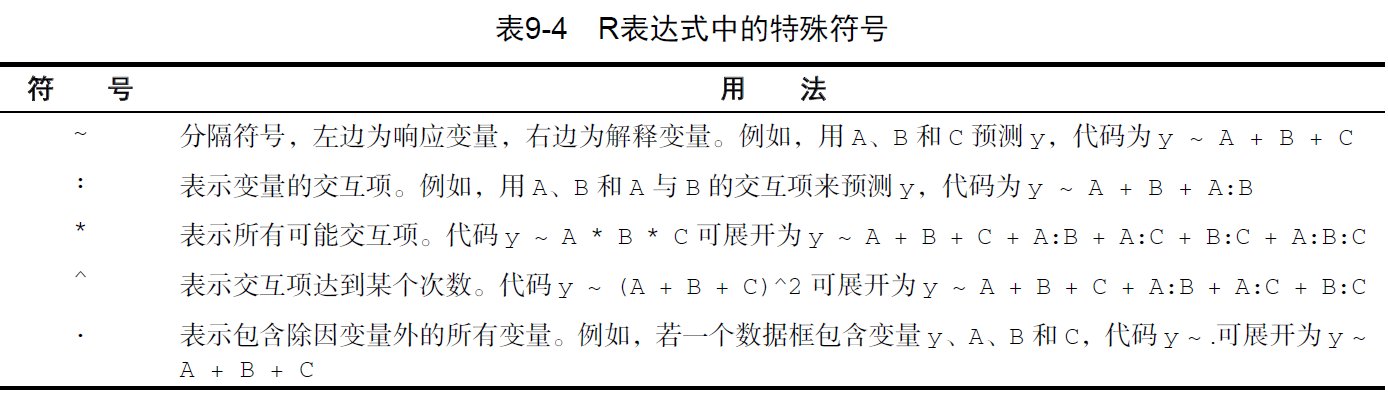 表9-4 R表达式中的特殊符号
符 号 用 法
~ 分隔符号，左边为响应变量，右边为解释变量。例如，用A、B和C预测y，代码为y ~ A + B + C
: 表示变量的交互项。例如，用A、B和A与B的交互项来预测y，代码为y ~ A + B + A:B
* 表示所有可能交互项。代码y ~ A * B * C可展开为y ~ A + B + C + A:B + A:C + B:C + A:B:C
^ 表示交互项达到某个次数。代码y ~ (A + B + C)^2可展开为y ~ A + B + C + A:B + A:C + B:C
. 表示包含除因变量外的所有变量。例如，若一个数据框包含变量y、A、B和C，代码y ~ .可展开为y ~
A + B + C